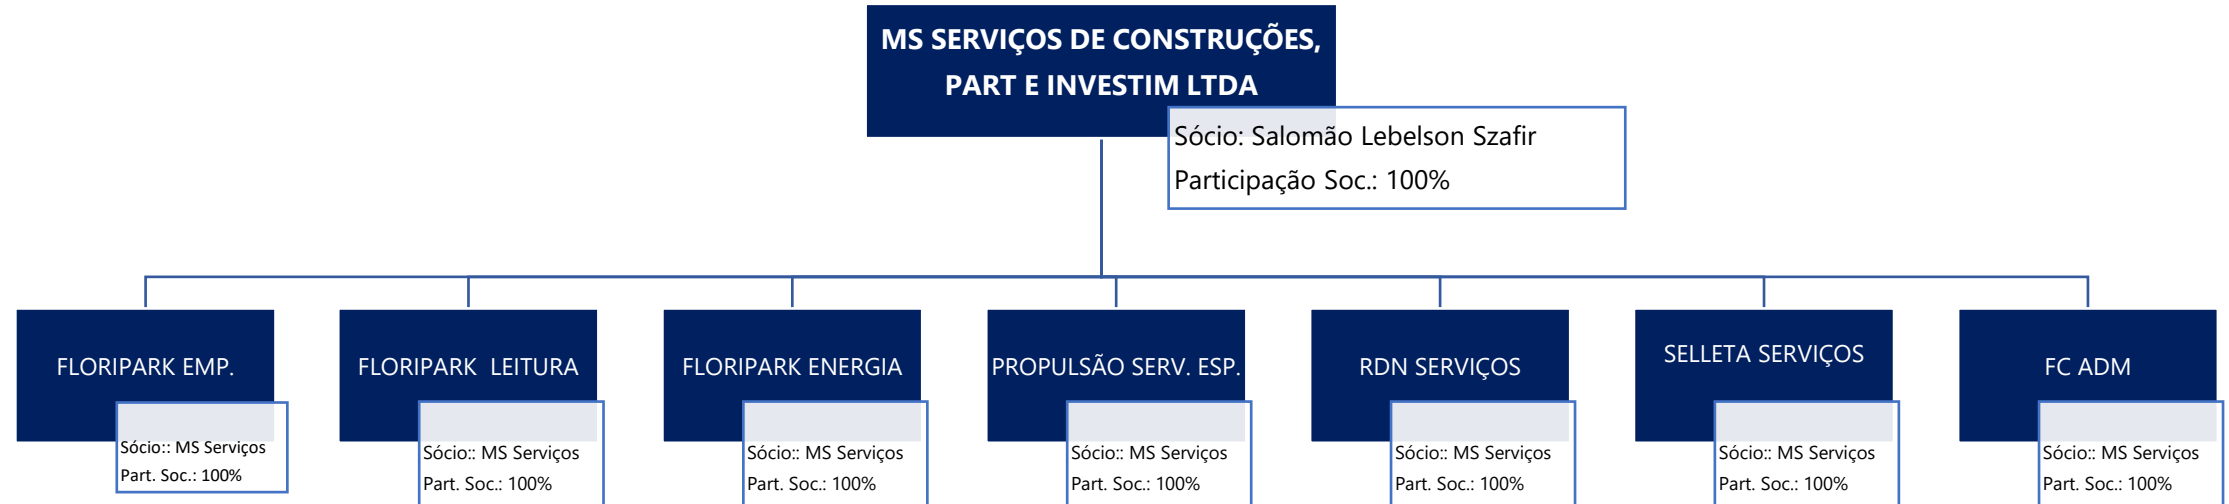 MS SERVIÇOS DE CONSTRUÇÕES,
PART E INVESTIM LTDA
Sócio: Salomão Lebelson Szafir
Participação Soc.: 100%
FLORIPARK EMP.
Sócio:: MS Serviços
Part. Soc.: 100%
FLORIPARK LEITURA
Sócio:: MS Serviços
Part. Soc.: 100%
FLORIPARK ENERGIA
Sócio:: MS Serviços
Part. Soc.: 100%
PROPULSÃO SERV. ESP.
Sócio:: MS Serviços
Part. Soc.: 100%
RDN SERVIÇOS
Sócio:: MS Serviços
Part. Soc.: 100%
SELLETA SERVIÇOS
Sócio:: MS Serviços
Part. Soc.: 100%
FC ADM
Sócio:: MS Serviços
Part. Soc.: 100%